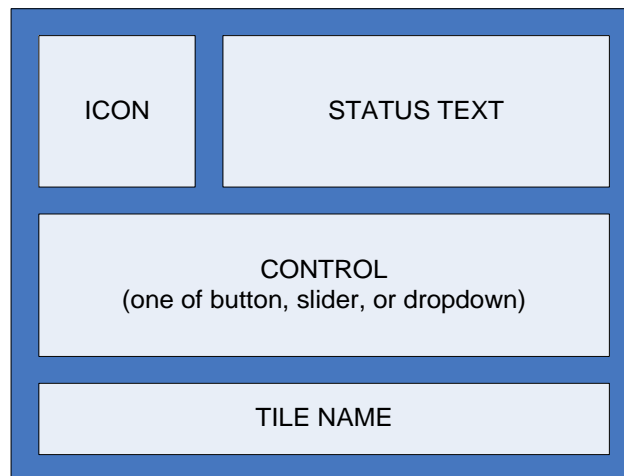 ICON
STATUS TEXT
CONTROL
(one of button, slider, or dropdown)
TILE NAME